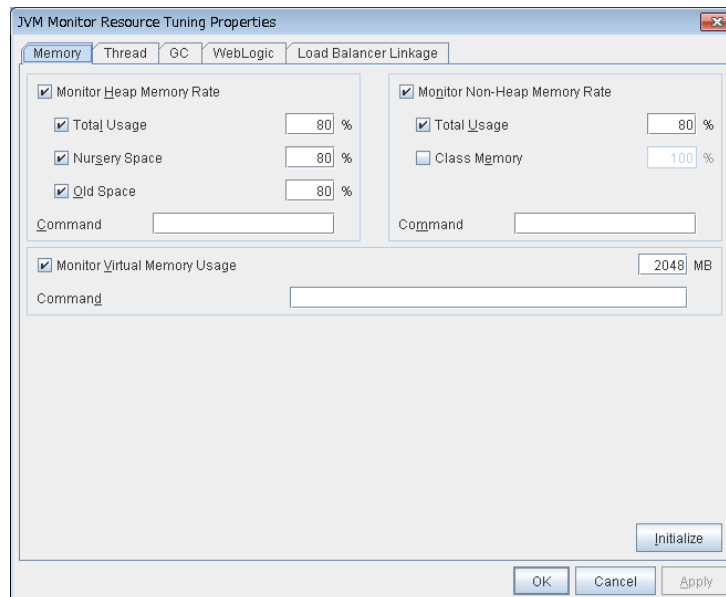 JVM Monitor Resource Tuning Properties
Memory Thread GC WebLogic Load Balancer Linkage
Monitor Heap Memory Rate
Total Usage 80 %
Nursery Space 80 %
Old Space 80 %
Command
Monitor Non-Heap Memory Rate
Total Usage 80 %
Class Memory 100 %
Command
Monitor Virtual Memory Usage 2048 MB
Command
Initialize
OK Cancel Apply